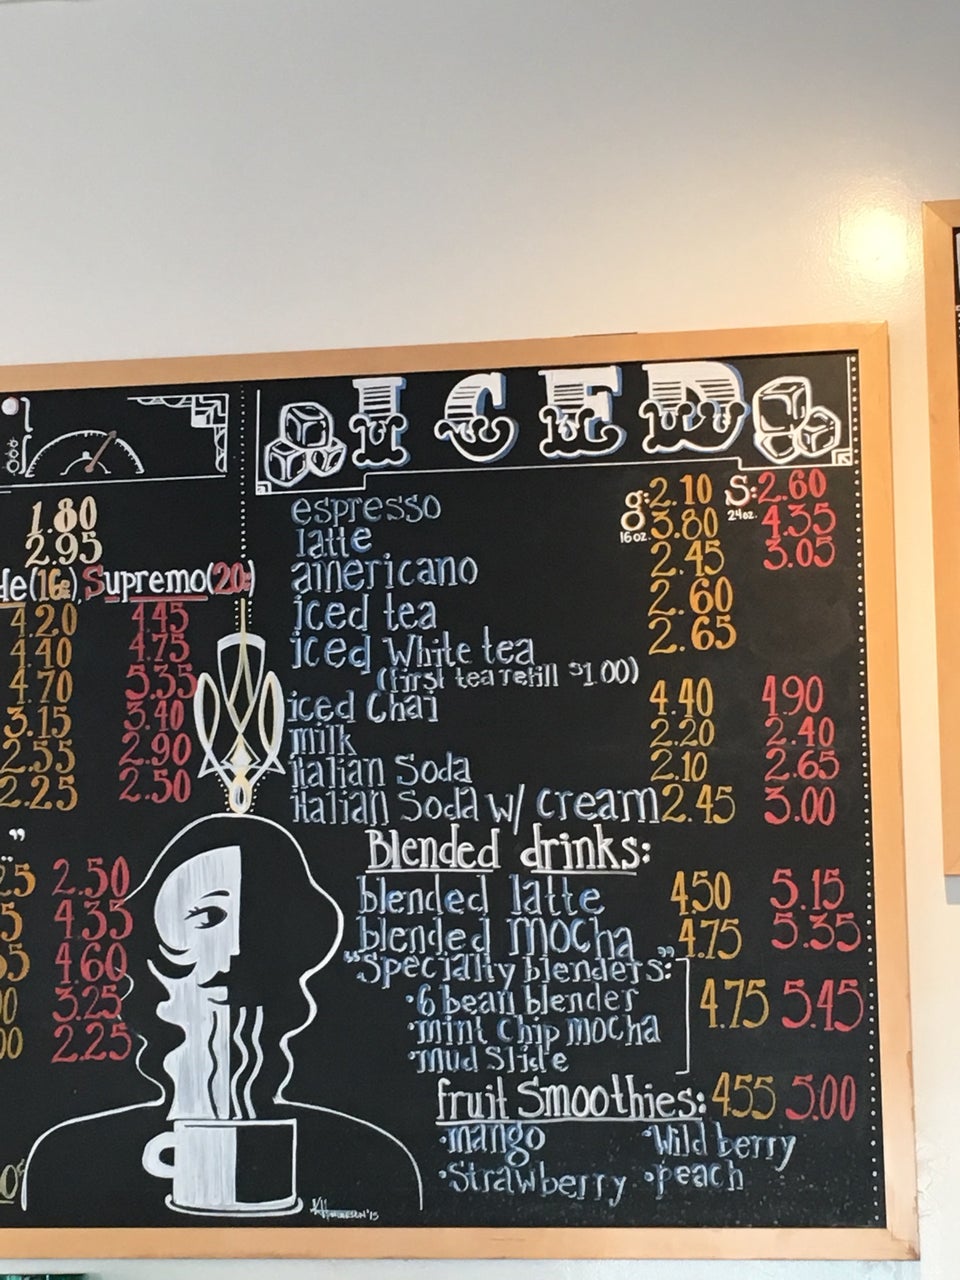 ICED
espresso g: 2.10 S: 2.60
latte 16oz 3.80 24oz. 4.35
americano 2.45 3.05
iced tea 2.60
iced White tea 2.65
(first tea refill $1.00)
iced Chai 4.40 4.90
milk 2.20 2.40
italian Soda 2.10 2.65
italian Soda w/ cream 2.45 3.00
Blended drinks:
blended latte 4.50 5.15
blended mocha 4.75 5.35
"Specialty blenders:" 4.75 5.45
•6 bean blender
•mint chip mocha
•mud Slide
fruit Smoothies: 4.55 5.00
•mango •Wild berry
•Strawberry •peach
1.80
2.95
de(16oz), Supremo(20oz)
4.20 4.45
4.40 4.75
4.70 5.35
3.15 3.40
2.55 2.90
2.25 2.50
2.50
4.35
4.60
3.25
2.25